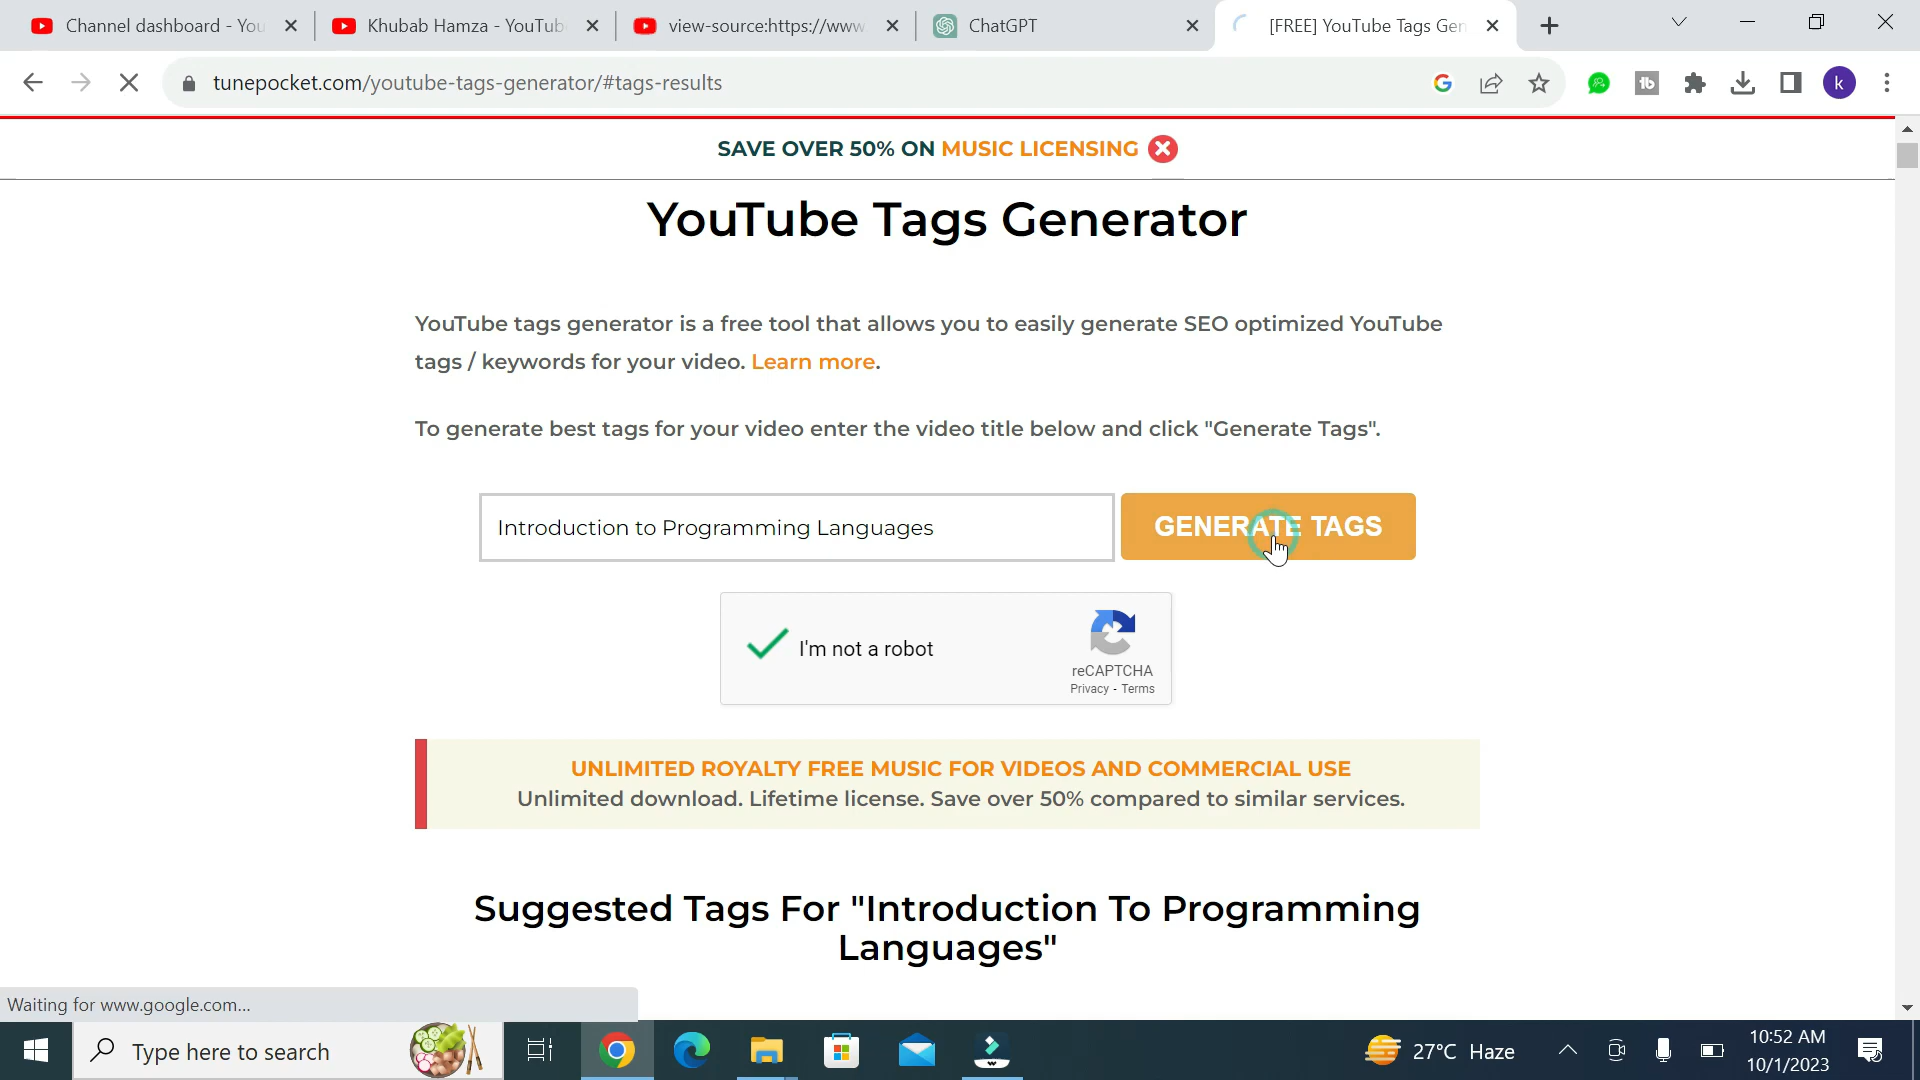 Channel dashboard - You
Khubab Hamza - YouTub
view-source:https://www
ChatGPT
[FREE] YouTube Tags Gen
tunepocket.com/youtube-tags-generator/#tags-results
k
SAVE OVER 50% ON MUSIC LICENSING
YouTube Tags Generator
YouTube tags generator is a free tool that allows you to easily generate SEO optimized YouTube
tags / keywords for your video. Learn more.
To generate best tags for your video enter the video title below and click "Generate Tags".
Introduction to Programming Languages
GENERATE TAGS
I'm not a robot
reCAPTCHA
Privacy - Terms
UNLIMITED ROYALTY FREE MUSIC FOR VIDEOS AND COMMERCIAL USE
Unlimited download. Lifetime license. Save over 50% compared to similar services.
Suggested Tags For "Introduction To Programming
Languages"
Waiting for www.google.com...
Type here to search
27°C Haze
10:52 AM
10/1/2023